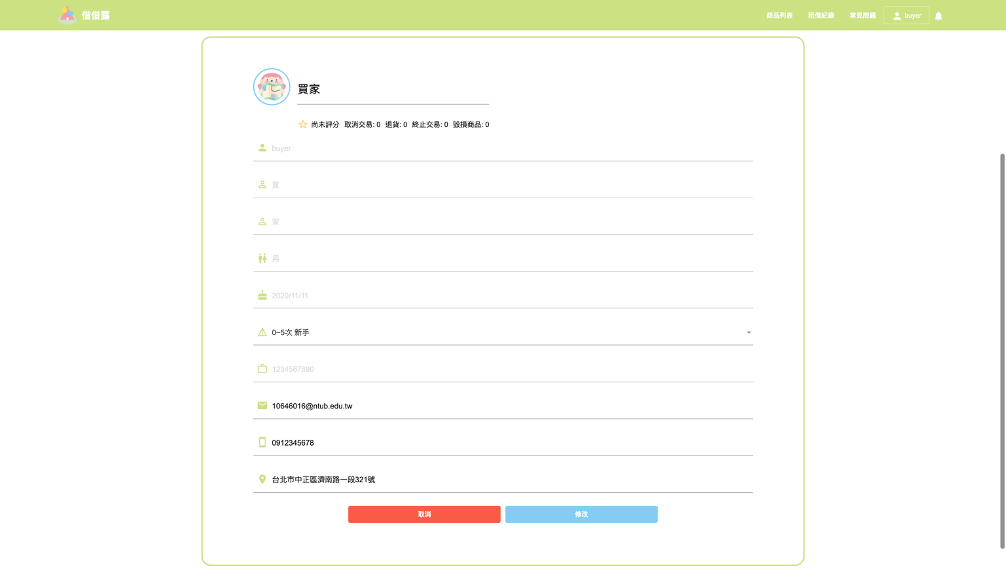 借借露 商品列表 租借紀錄 常見問題 buyer
買家
尚未評分 取消交易: 0 退貨: 0 終止交易: 0 毀損商品: 0
buyer
買
家
男
2020/11/11
0~5次 新手
1234567890
10646016@ntub.edu.tw
0912345678
台北市中正區濟南路一段321號
取消 修改